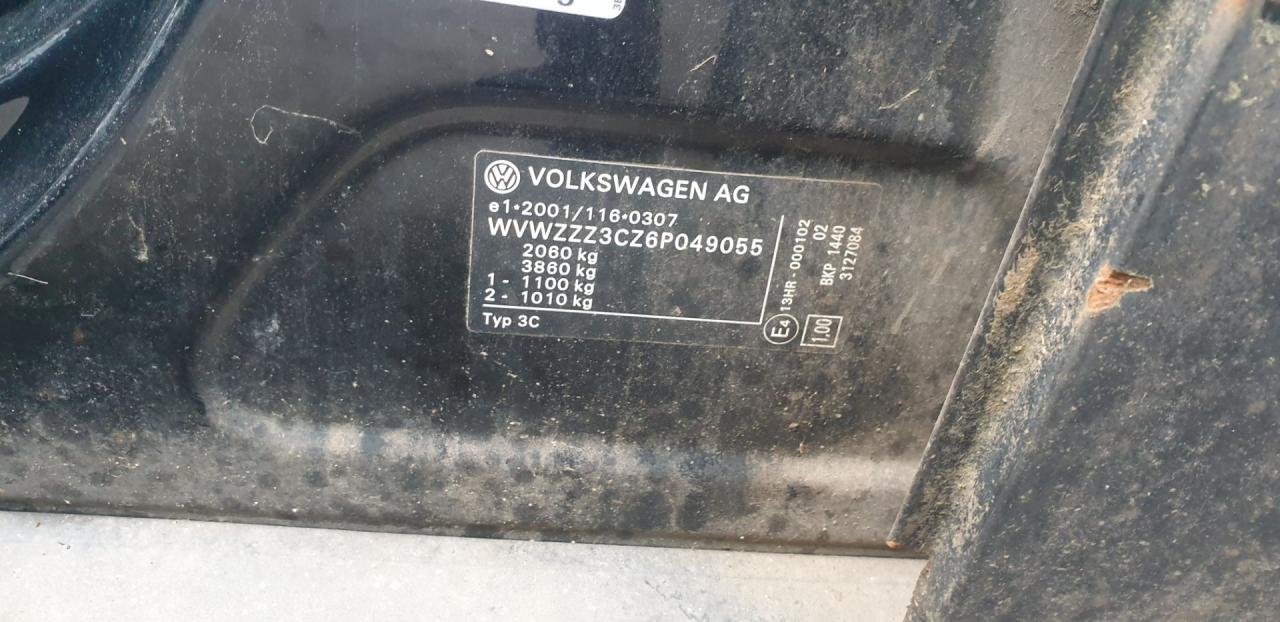 VOLKSWAGEN AG
e1*2001/116*0307
WVWZZZ3CZ6P049055
2060 kg
3860 kg
1 - 1100 kg
2 - 1010 kg
Typ 3C
E4
13HR - 000102
02
BKP 1440
3127084
1.00